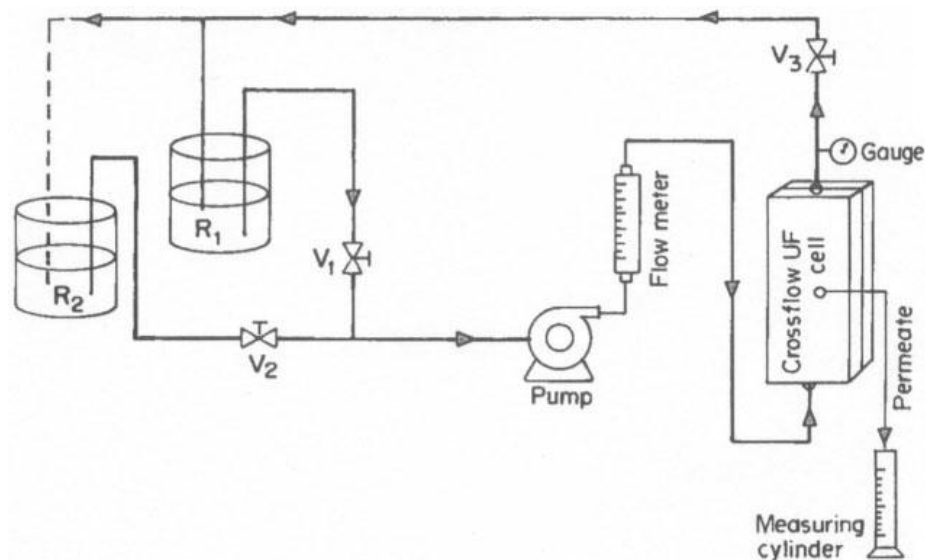 V3
Gauge
R1
Flow meter
Crossflow UF
cell
V1
R2
V2
Pump
Permeate
Measuring
cylinder